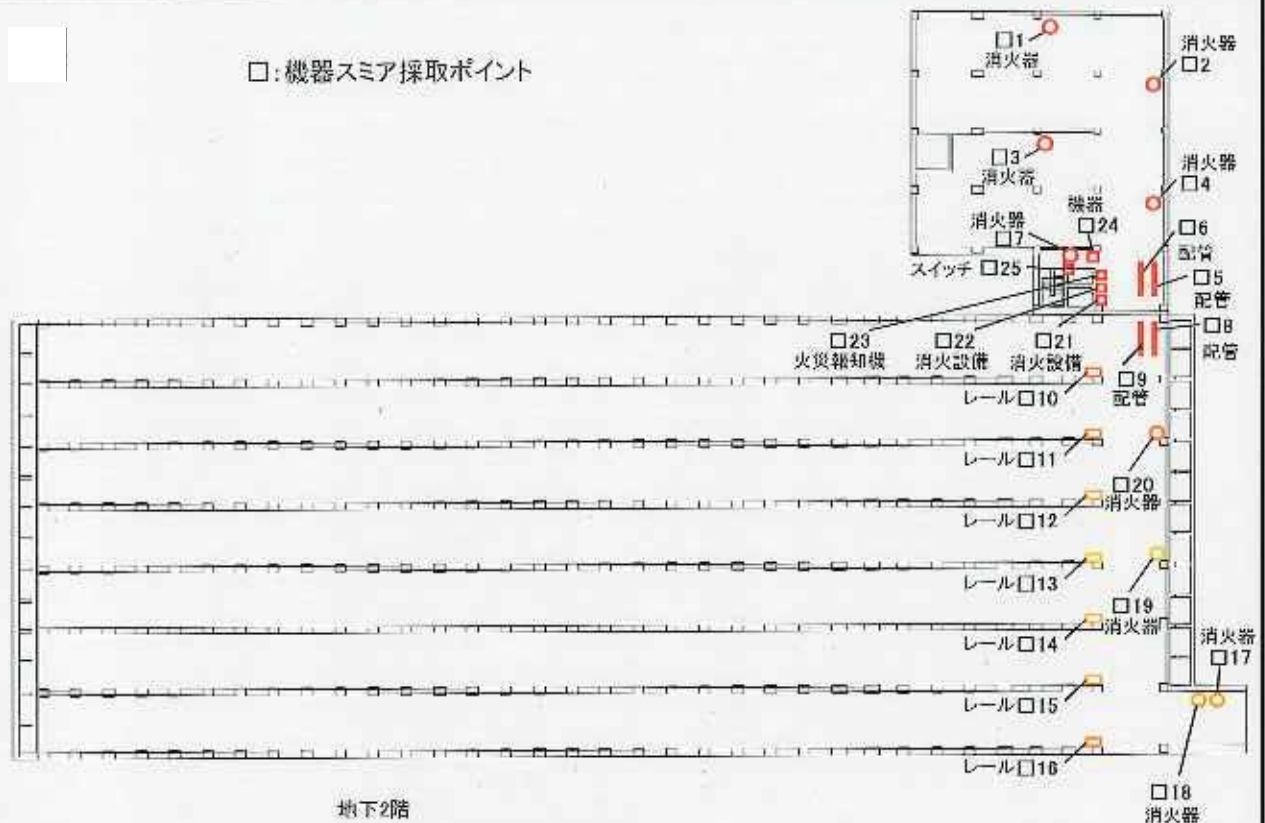 □:機器スミア採取ポイント
□1
消火器
消火器
□2
□3
消火器
消火器
□4
消火器
□7
機器
□24
□6
配管
スイッチ □25
□5
配管
□23
火災報知機
□22
消火設備
□21
消火設備
□8
配管
□9
配管
レール□10
レール□11
□20
消火器
レール□12
レール□13
□19
消火器
レール□14
消火器
□17
レール□15
レール□16
□18
消火器
地下2階